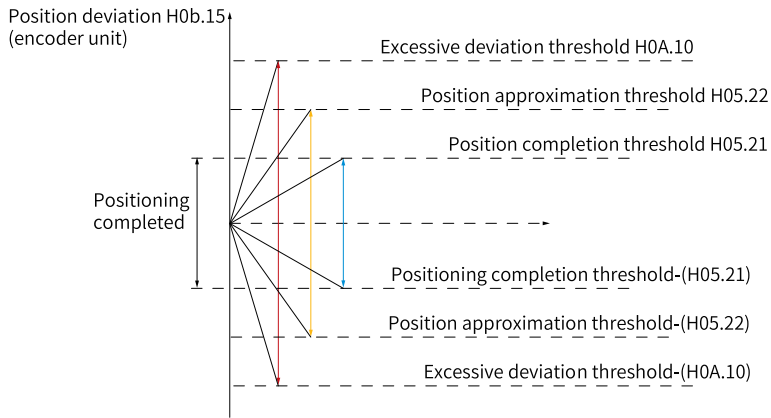 Position deviation H0b.15
(encoder unit)
Excessive deviation threshold H0A.10
Position approximation threshold H05.22
Position completion threshold H05.21
Positioning
completed
Positioning completion threshold-(H05.21)
Position approximation threshold-(H05.22)
Excessive deviation threshold-(H0A.10)